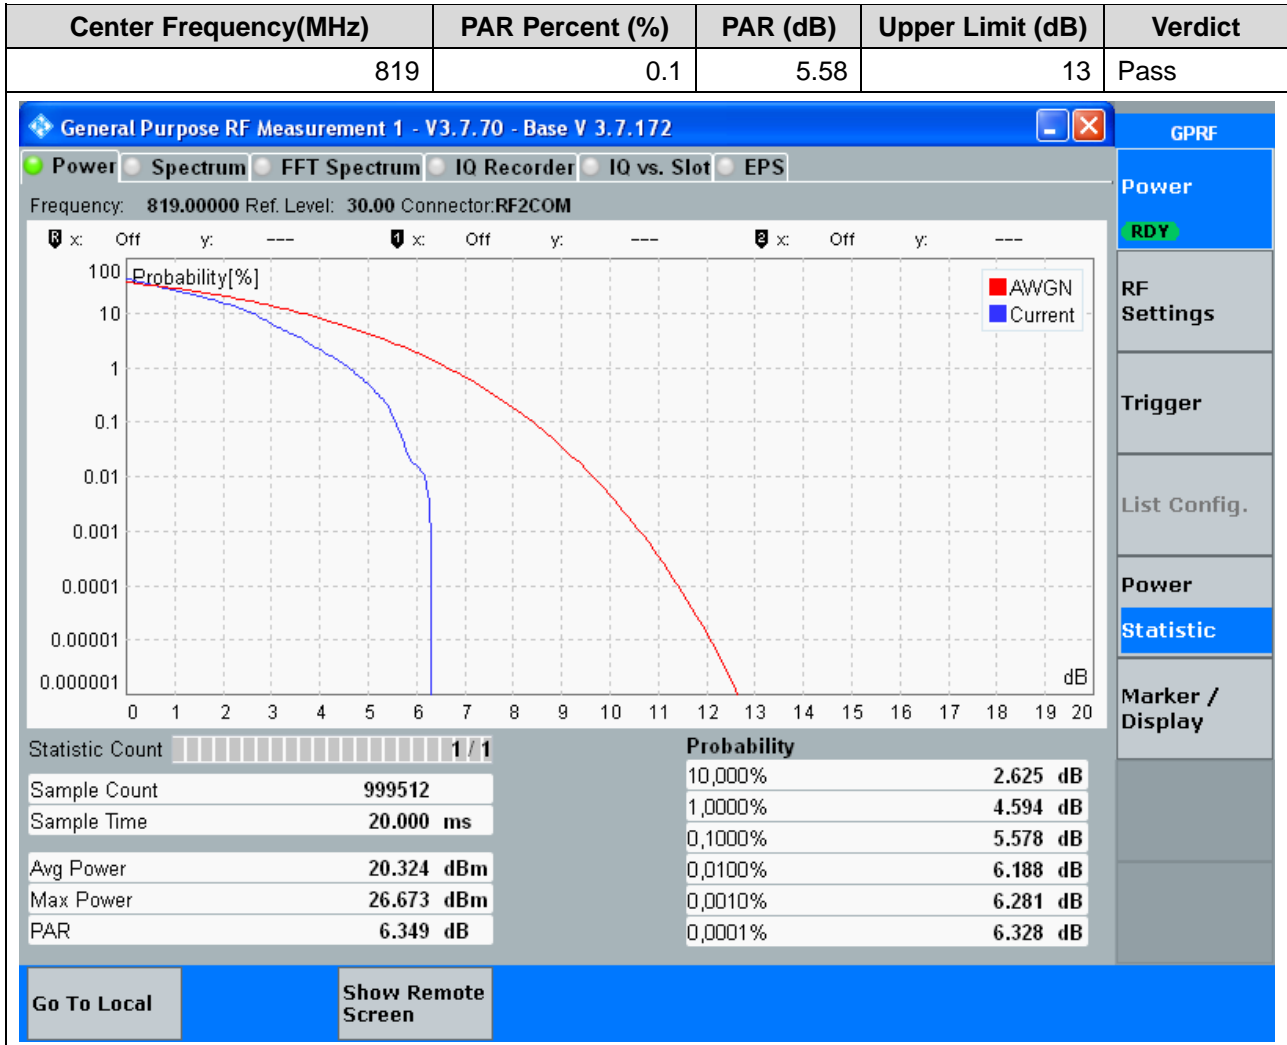 Center Frequency(MHz) PAR Percent (%) PAR (dB) Upper Limit (dB) Verdict
819 0.1 5.58 13 Pass
General Purpose RF Measurement 1 - V3.7.70 - Base V 3.7.172
GPRF
Power Spectrum FFT Spectrum IQ Recorder IQ vs. Slot EPS
Power
RDY
Frequency: 819.00000 Ref. Level: 30.00 Connector:RF2COM
R x: Off y: --- 1 x: Off y: --- 2 x: Off y: ---
Probability[%]
100
10
1
0.1
0.01
0.001
0.0001
0.00001
0.000001
AWGN
Current
dB
0 1 2 3 4 5 6 7 8 9 10 11 12 13 14 15 16 17 18 19 20
RF
Settings
Trigger
List Config.
Power
Statistic
Marker /
Display
Statistic Count 1 / 1
Sample Count 999512
Sample Time 20.000 ms
Avg Power 20.324 dBm
Max Power 26.673 dBm
PAR 6.349 dB
Probability
10,000% 2.625 dB
1,0000% 4.594 dB
0,1000% 5.578 dB
0,0100% 6.188 dB
0,0010% 6.281 dB
0,0001% 6.328 dB
Go To Local
Show Remote
Screen